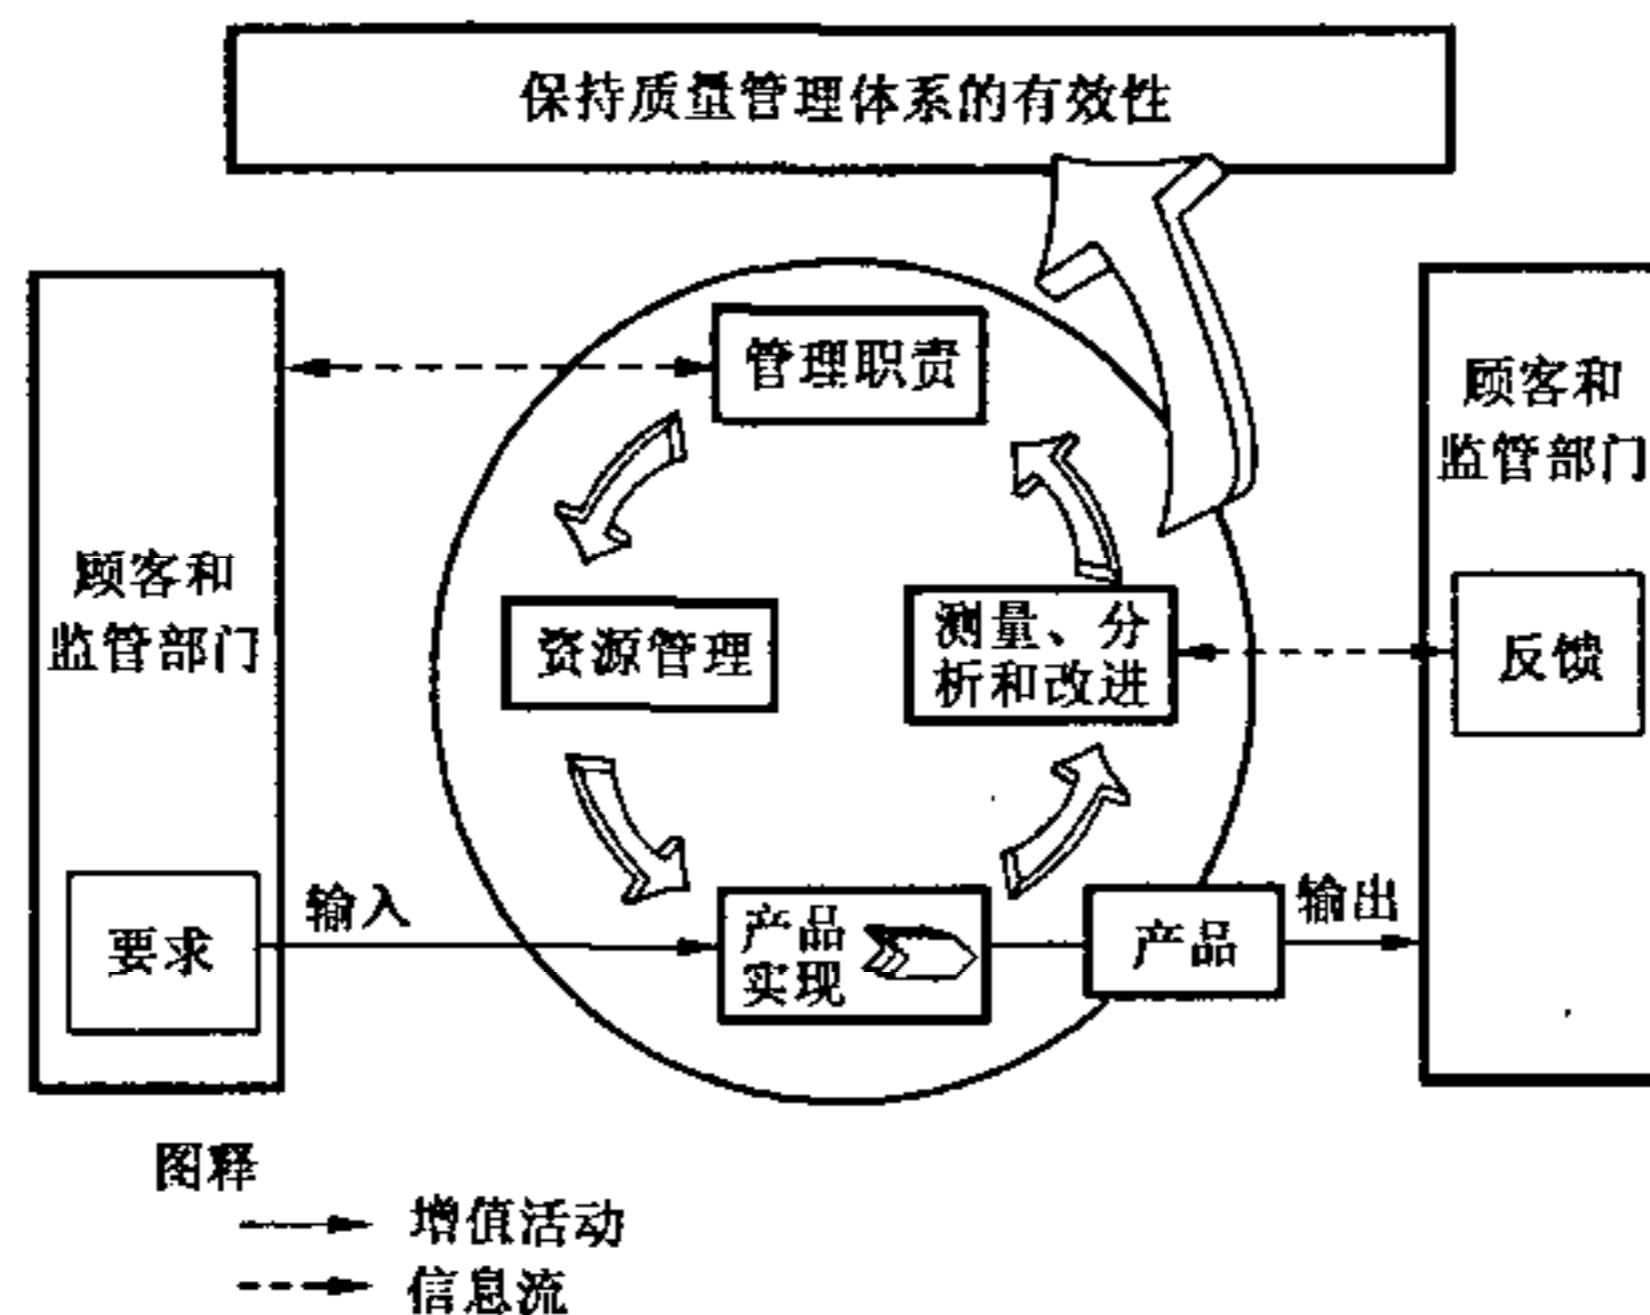 保持质量管理体系的有效性
管理职责
顾客和
监管部门
顾客和
监管部门
资源管理
测量、分
析和改进
反馈
要求
输入
产品
实现
产品
输出
图释
增值活动
信息流